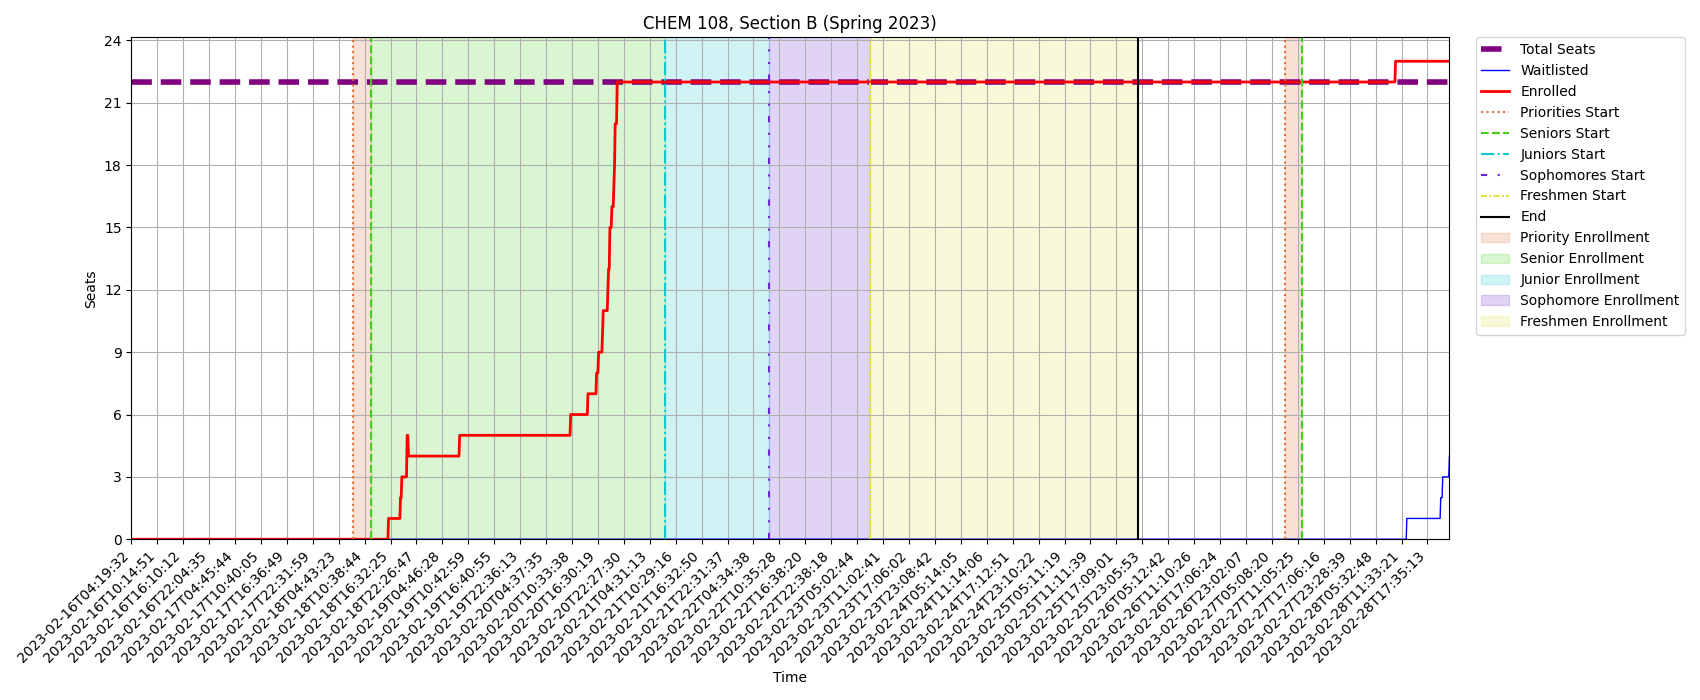 CHEM 108, Section B (Spring 2023)
24
21
18
15
12
9
6
3
0
Seats
2023-02-16T04:19:32
2023-02-16T10:14:51
2023-02-16T16:10:12
2023-02-16T22:04:35
2023-02-17T04:45:44
2023-02-17T10:40:05
2023-02-17T16:36:49
2023-02-17T22:31:59
2023-02-18T04:43:23
2023-02-18T10:38:44
2023-02-18T16:32:25
2023-02-18T22:26:47
2023-02-19T04:46:28
2023-02-19T10:42:59
2023-02-19T16:40:55
2023-02-19T22:36:13
2023-02-20T04:37:35
2023-02-20T10:33:38
2023-02-20T16:30:19
2023-02-20T22:27:30
2023-02-21T04:31:13
2023-02-21T10:29:16
2023-02-21T16:32:50
2023-02-21T22:31:37
2023-02-22T04:34:38
2023-02-22T10:35:28
2023-02-22T16:38:20
2023-02-22T22:38:18
2023-02-23T05:02:44
2023-02-23T11:02:41
2023-02-23T17:06:02
2023-02-23T23:08:42
2023-02-24T05:14:05
2023-02-24T11:14:06
2023-02-24T17:12:51
2023-02-24T23:10:22
2023-02-25T05:11:19
2023-02-25T11:11:39
2023-02-25T17:09:01
2023-02-25T23:05:53
2023-02-26T05:12:42
2023-02-26T11:10:26
2023-02-26T17:06:24
2023-02-26T23:02:07
2023-02-27T05:08:20
2023-02-27T11:05:25
2023-02-27T17:06:16
2023-02-27T23:28:39
2023-02-28T05:32:48
2023-02-28T11:33:21
2023-02-28T17:35:13
Time
Total Seats
Waitlisted
Enrolled
Priorities Start
Seniors Start
Juniors Start
Sophomores Start
Freshmen Start
End
Priority Enrollment
Senior Enrollment
Junior Enrollment
Sophomore Enrollment
Freshmen Enrollment